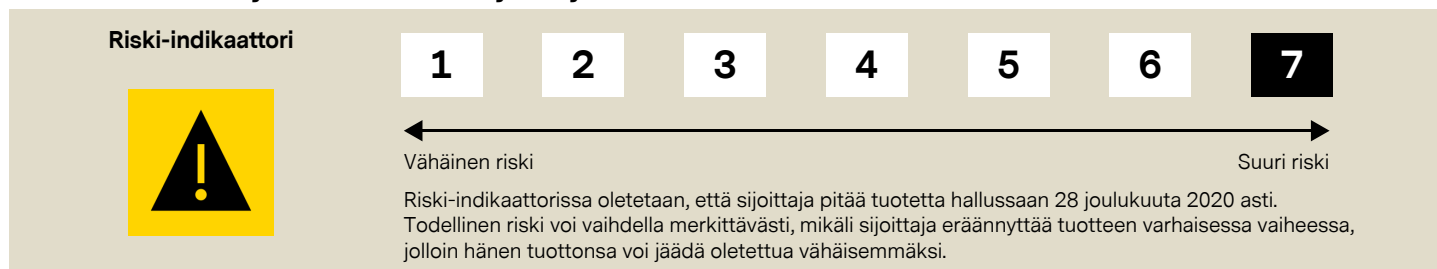 Riski-indikaattori
1 2 3 4 5 6 7
Vähäinen riski Suuri riski
Riski-indikaattorissa oletetaan, että sijoittaja pitää tuotetta hallussaan 28 joulukuuta 2020 asti.
Todellinen riski voi vaihdella merkittävästi, mikäli sijoittaja eräännyttää tuotteen varhaisessa vaiheessa,
jolloin hänen tuottonsa voi jäädä oletettua vähäisemmäksi.